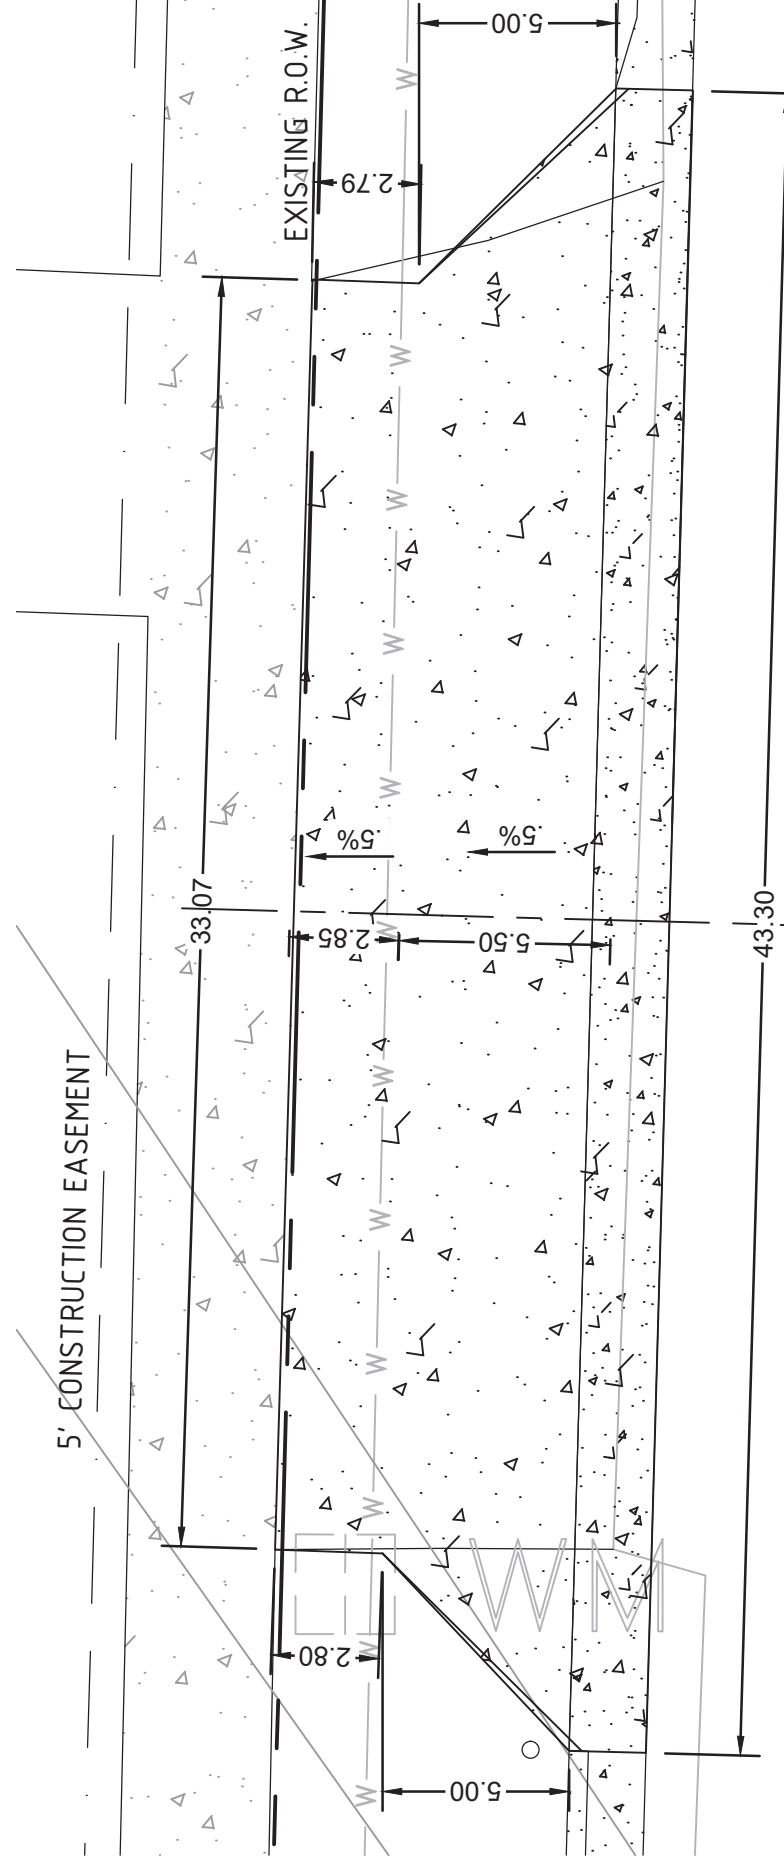 5.00
EXISTING R.O.W.
2.79
W
W
W
W
W
.5%
.5%
33.07
2.85
W
5.50
43.30
W
5' CONSTRUCTION EASEMENT
W
W
W
WM
W
2.80
5.00
W